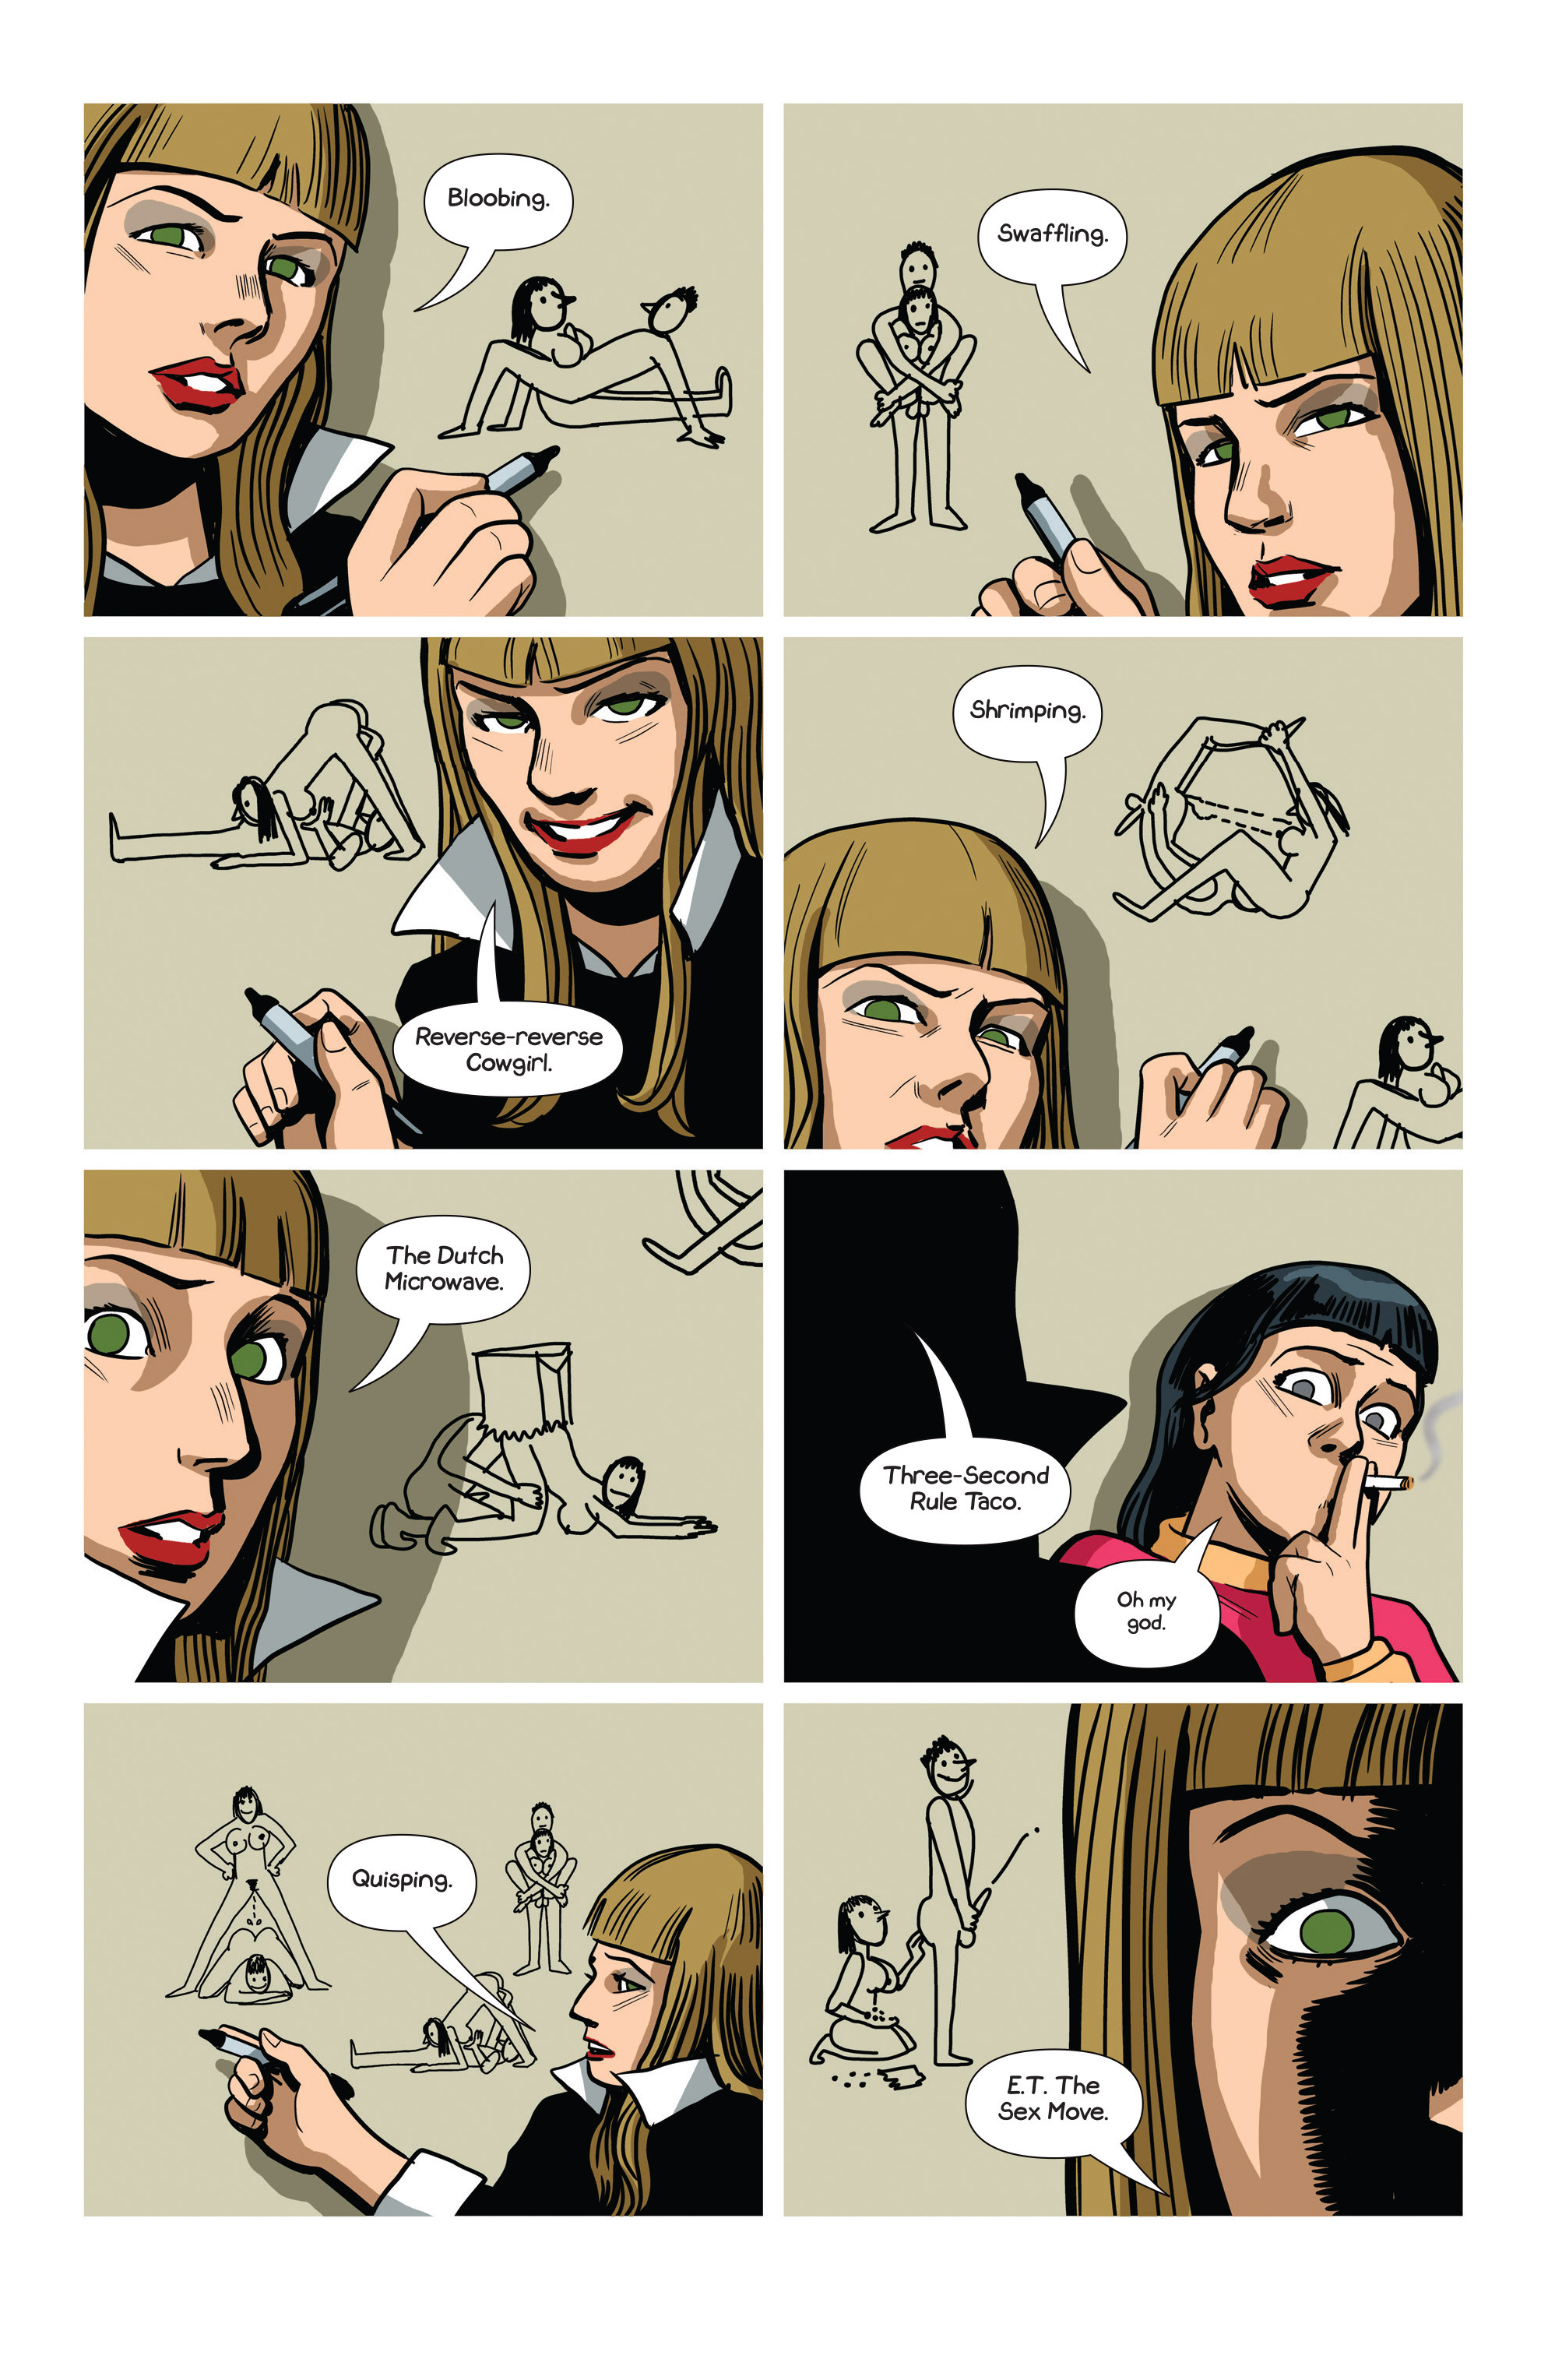 Bloobing.
Swaffling.
Reverse-reverse
Cowgirl.
Shrimping.
The Dutch
Microwave.
Three-Second
Rule Taco.
Oh my
god.
Quisping.
E.T. The
Sex Move.